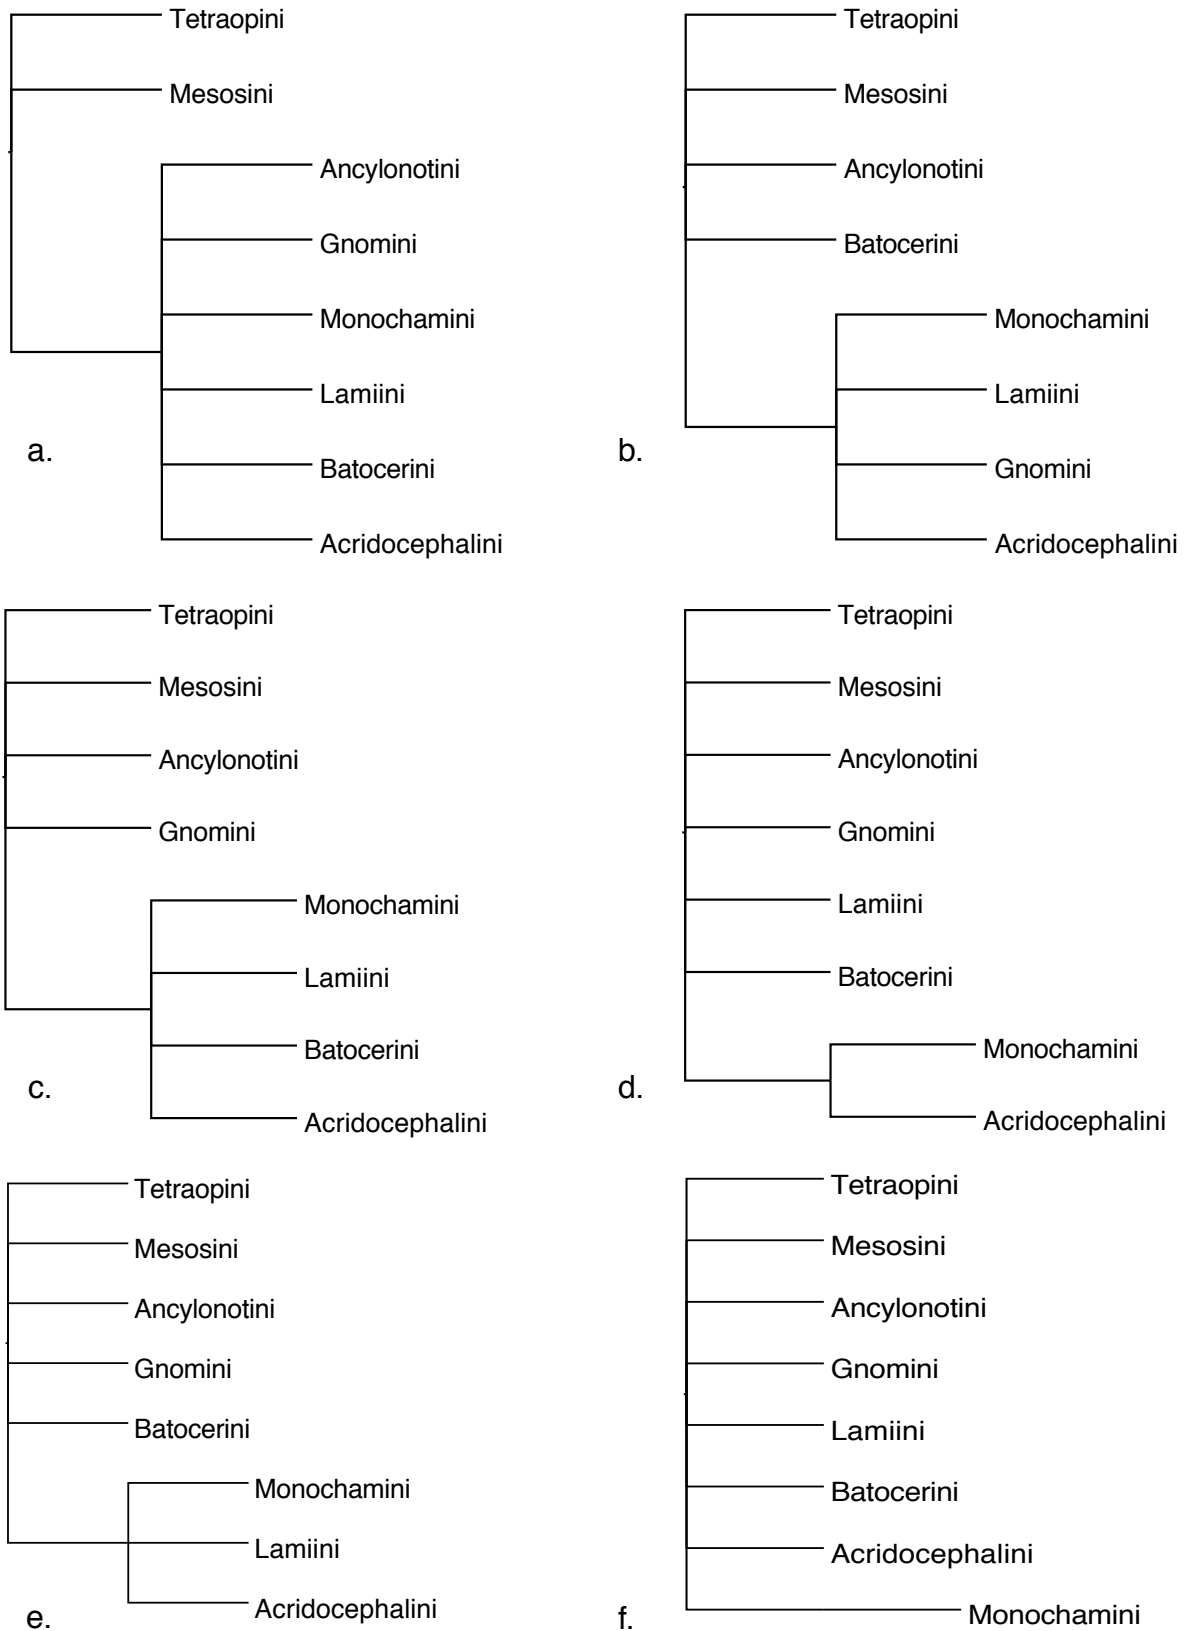 Tetraopini
Mesosini
Ancylonotini
Gnomini
Monochamini
Lamiini
Batocerini
Acridocephalini
a.
Tetraopini
Mesosini
Ancylonotini
Batocerini
Monochamini
Lamiini
Gnomini
Acridocephalini
b.
Tetraopini
Mesosini
Ancylonotini
Gnomini
Monochamini
Lamiini
Batocerini
Acridocephalini
c.
Tetraopini
Mesosini
Ancylonotini
Gnomini
Lamiini
Batocerini
Monochamini
Acridocephalini
d.
Tetraopini
Mesosini
Ancylonotini
Gnomini
Batocerini
Monochamini
Lamiini
Acridocephalini
e.
Tetraopini
Mesosini
Ancylonotini
Gnomini
Lamiini
Batocerini
Acridocephalini
Monochamini
f.